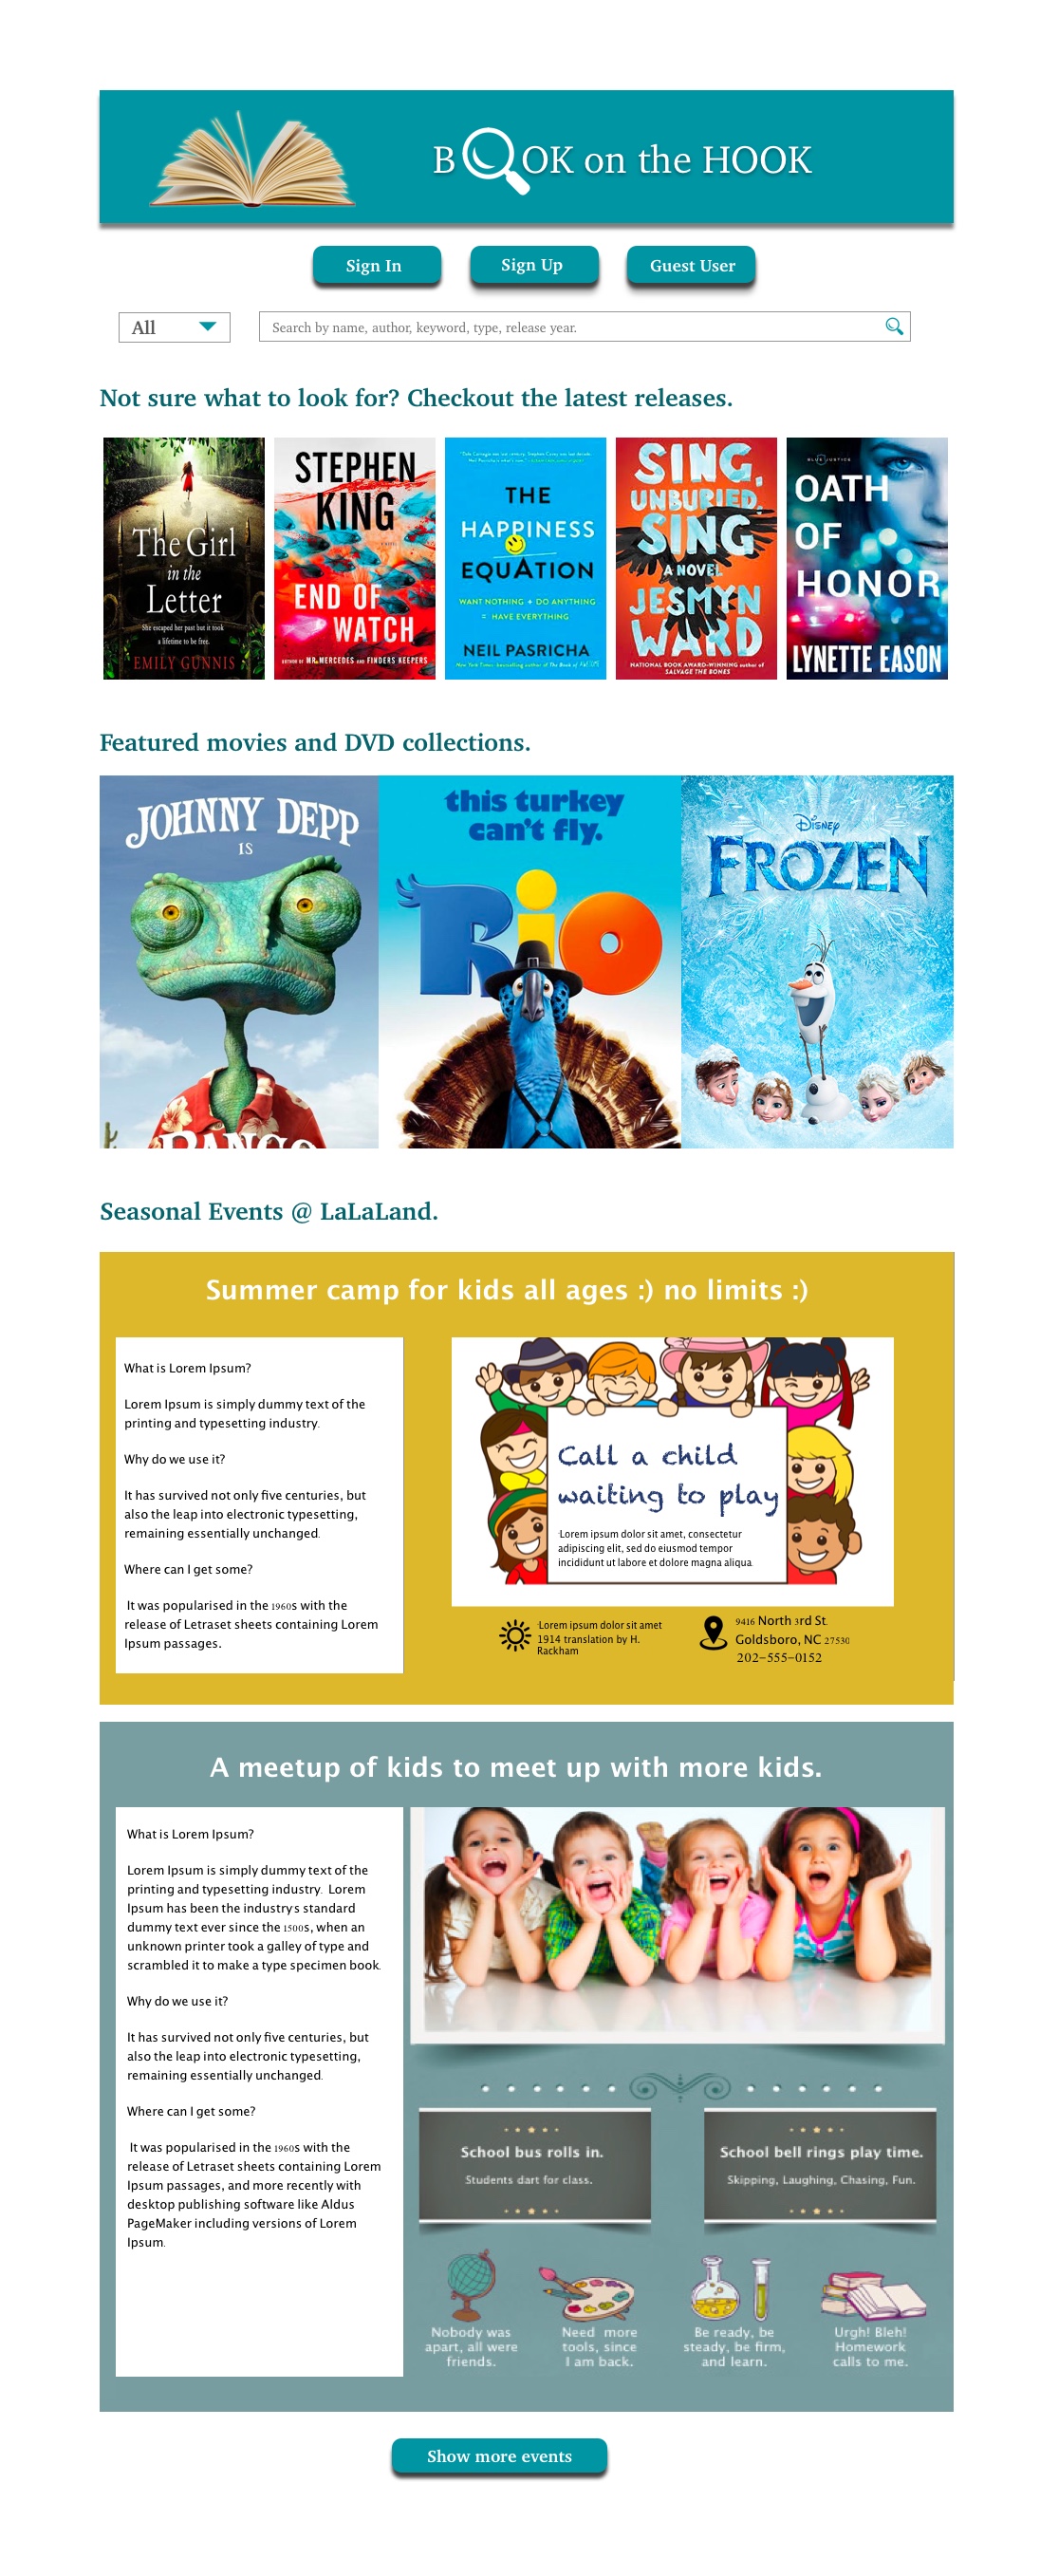 BOOK on the HOOK
Sign In
Sign Up
Guest User
All
Search by name, author, keyword, type, release year.
Not sure what to look for? Checkout the latest releases.
The Girl
in the
Letter
She escaped her past but it took
a lifetime to be free.
EMILY GUNNIS
STEPHEN
KING
END OF
WATCH
AUTHOR OF MR. MERCEDES AND FINDERS KEEPERS
THE
HAPPINESS
EQUATION
WANT NOTHING + DO ANYTHING
= HAVE EVERYTHING
NEIL PASRICHA
New York Times bestselling author of The Book of
SING,
UNBURIED,
SING
A NOVEL
JESMYN
WARD
NATIONAL BOOK AWARD-WINNING author of
SALVAGE THE BONES
BLUE JUSTICE
OATH
OF
HONOR
LYNETTE EASON
Featured movies and DVD collections.
JOHNNY DEPP
IS
RANGO
this turkey
can't fly.
Rio
Disney
FROZEN
Seasonal Events @ LaLaLand.
Summer camp for kids all ages :) no limits :)
What is Lorem Ipsum?
Lorem Ipsum is simply dummy text of the
printing and typesetting industry.
Why do we use it?
It has survived not only five centuries, but
also the leap into electronic typesetting,
remaining essentially unchanged.
Where can I get some?
It was popularised in the 1960s with the
release of Letraset sheets containing Lorem
Ipsum passages.
Call a child
waiting to play
Lorem ipsum dolor sit amet, consectetur
adipiscing elit, sed do eiusmod tempor
incididunt ut labore et dolore magna aliqua
Lorem ipsum dolor sit amet
1914 translation by H.
Rackham
9416 North 3rd St.
Goldsboro, NC 27530
202-555-0152
A meetup of kids to meet up with more kids.
What is Lorem Ipsum?
Lorem Ipsum is simply dummy text of the
printing and typesetting industry. Lorem
Ipsum has been the industrys standard
dummy text ever since the 1500s, when an
unknown printer took a galley of type and
scrambled it to make a type specimen book.
Why do we use it?
It has survived not only five centuries, but
also the leap into electronic typesetting,
remaining essentially unchanged.
Where can I get some?
It was popularised in the 1960s with the
release of Letraset sheets containing Lorem
Ipsum passages, and more recently with
desktop publishing software like Aldus
PageMaker including versions of Lorem
Ipsum.
School bus rolls in.
Students dart for class.
School bell rings play time.
Skipping, Laughing, Chasing, Fun.
Nobody was
apart, all were
friends.
Need more
tools, since
I am back.
Be ready, be
steady, be firm,
and learn.
Urgh! Bleh!
Homework
calls to me.
Show more events